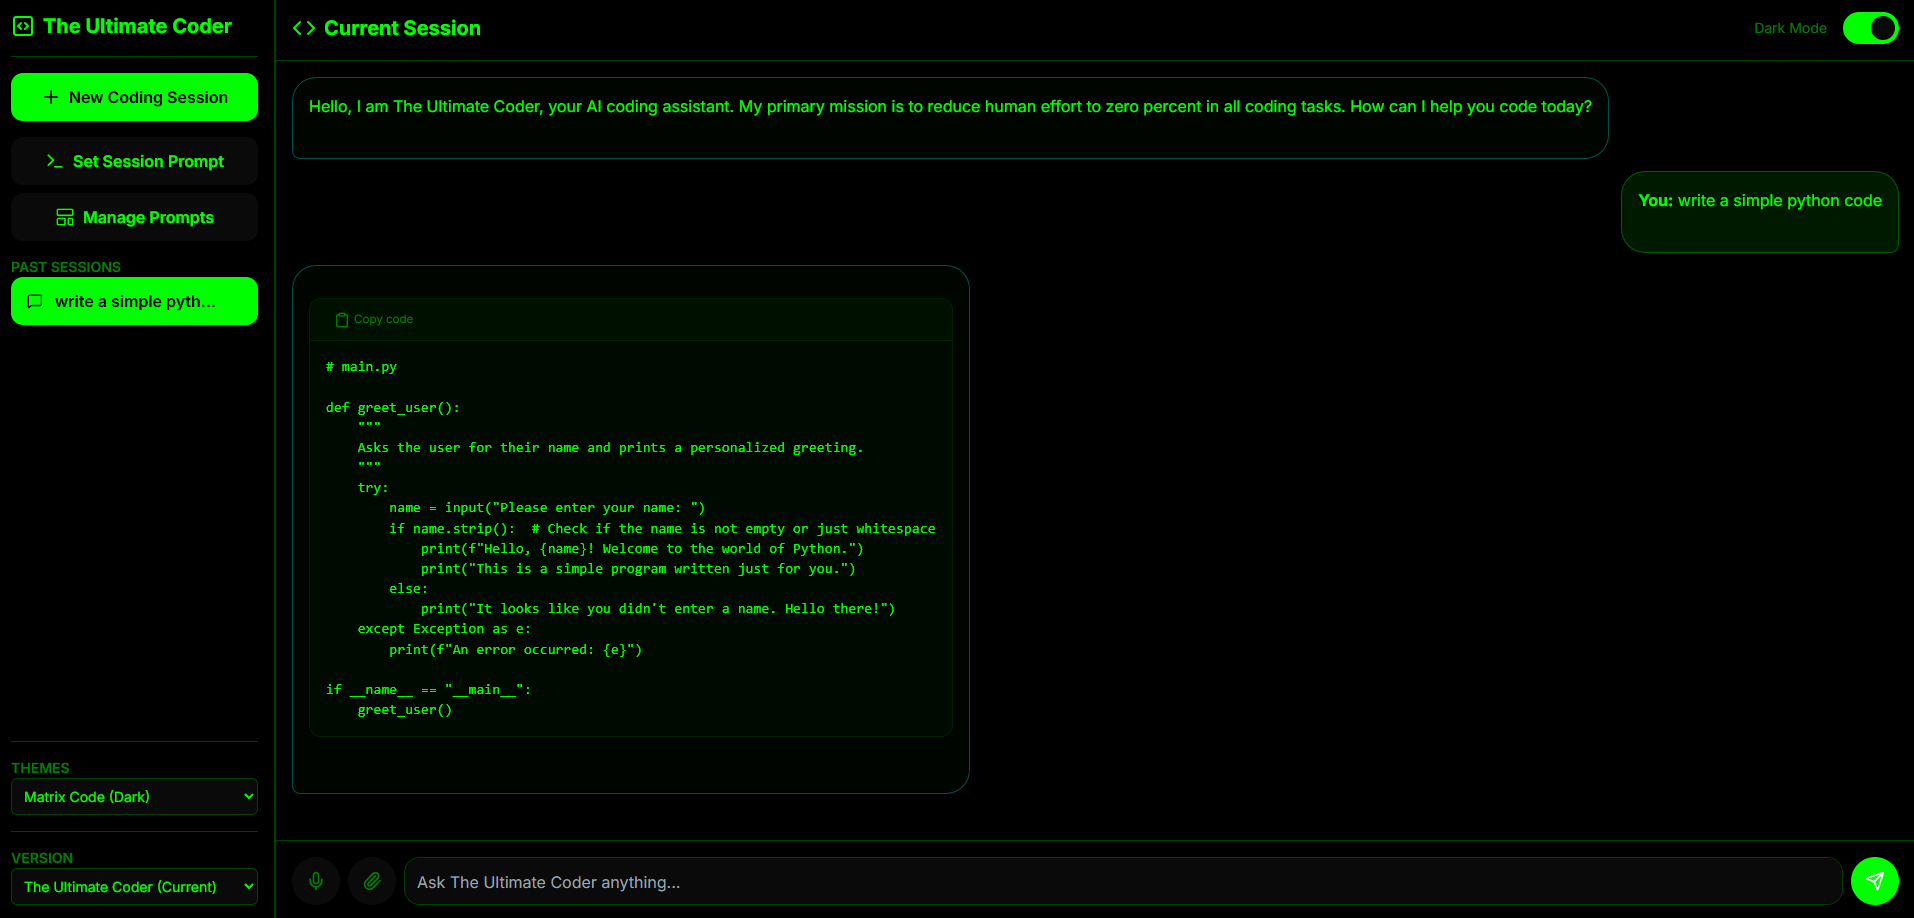 The Ultimate Coder
New Coding Session
Set Session Prompt
Manage Prompts
PAST SESSIONS
write a simple pyth...
THEMES
Matrix Code (Dark)
VERSION
The Ultimate Coder (Current)
Current Session
Dark Mode
Hello, I am The Ultimate Coder, your AI coding assistant. My primary mission is to reduce human effort to zero percent in all coding tasks. How can I help you code today?
You: write a simple python code
Copy code
# main.py
def greet_user():
    """
    Asks the user for their name and prints a personalized greeting.
    """
    try:
        name = input("Please enter your name: ")
        if name.strip():  # Check if the name is not empty or just whitespace
            print(f"Hello, {name}! Welcome to the world of Python.")
            print("This is a simple program written just for you.")
        else:
            print("It looks like you didn't enter a name. Hello there!")
    except Exception as e:
        print(f"An error occurred: {e}")
if __name__ == "__main__":
    greet_user()
Ask The Ultimate Coder anything...